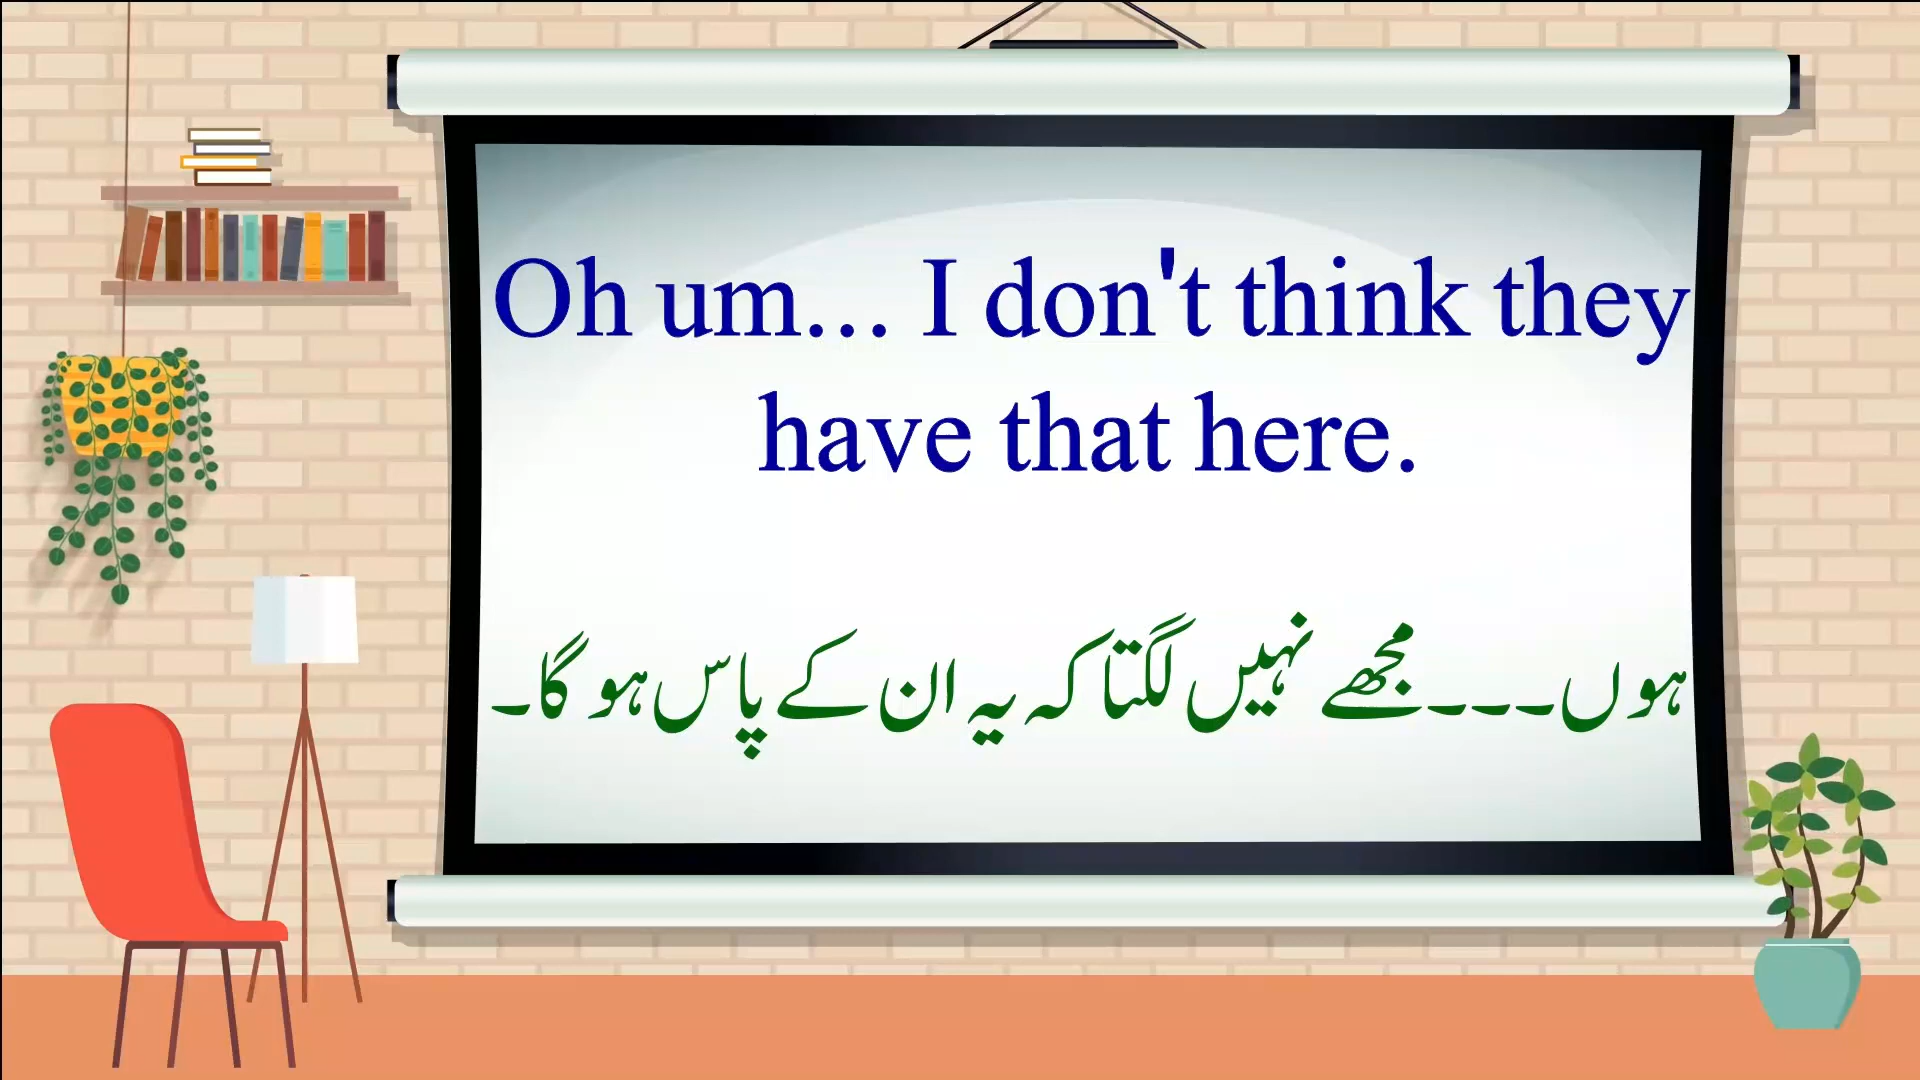 Oh um... I don't think they
have that here.
ہوں۔۔۔ مجھے نہیں لگتا کہ یہ ان کے پاس ہو گا۔